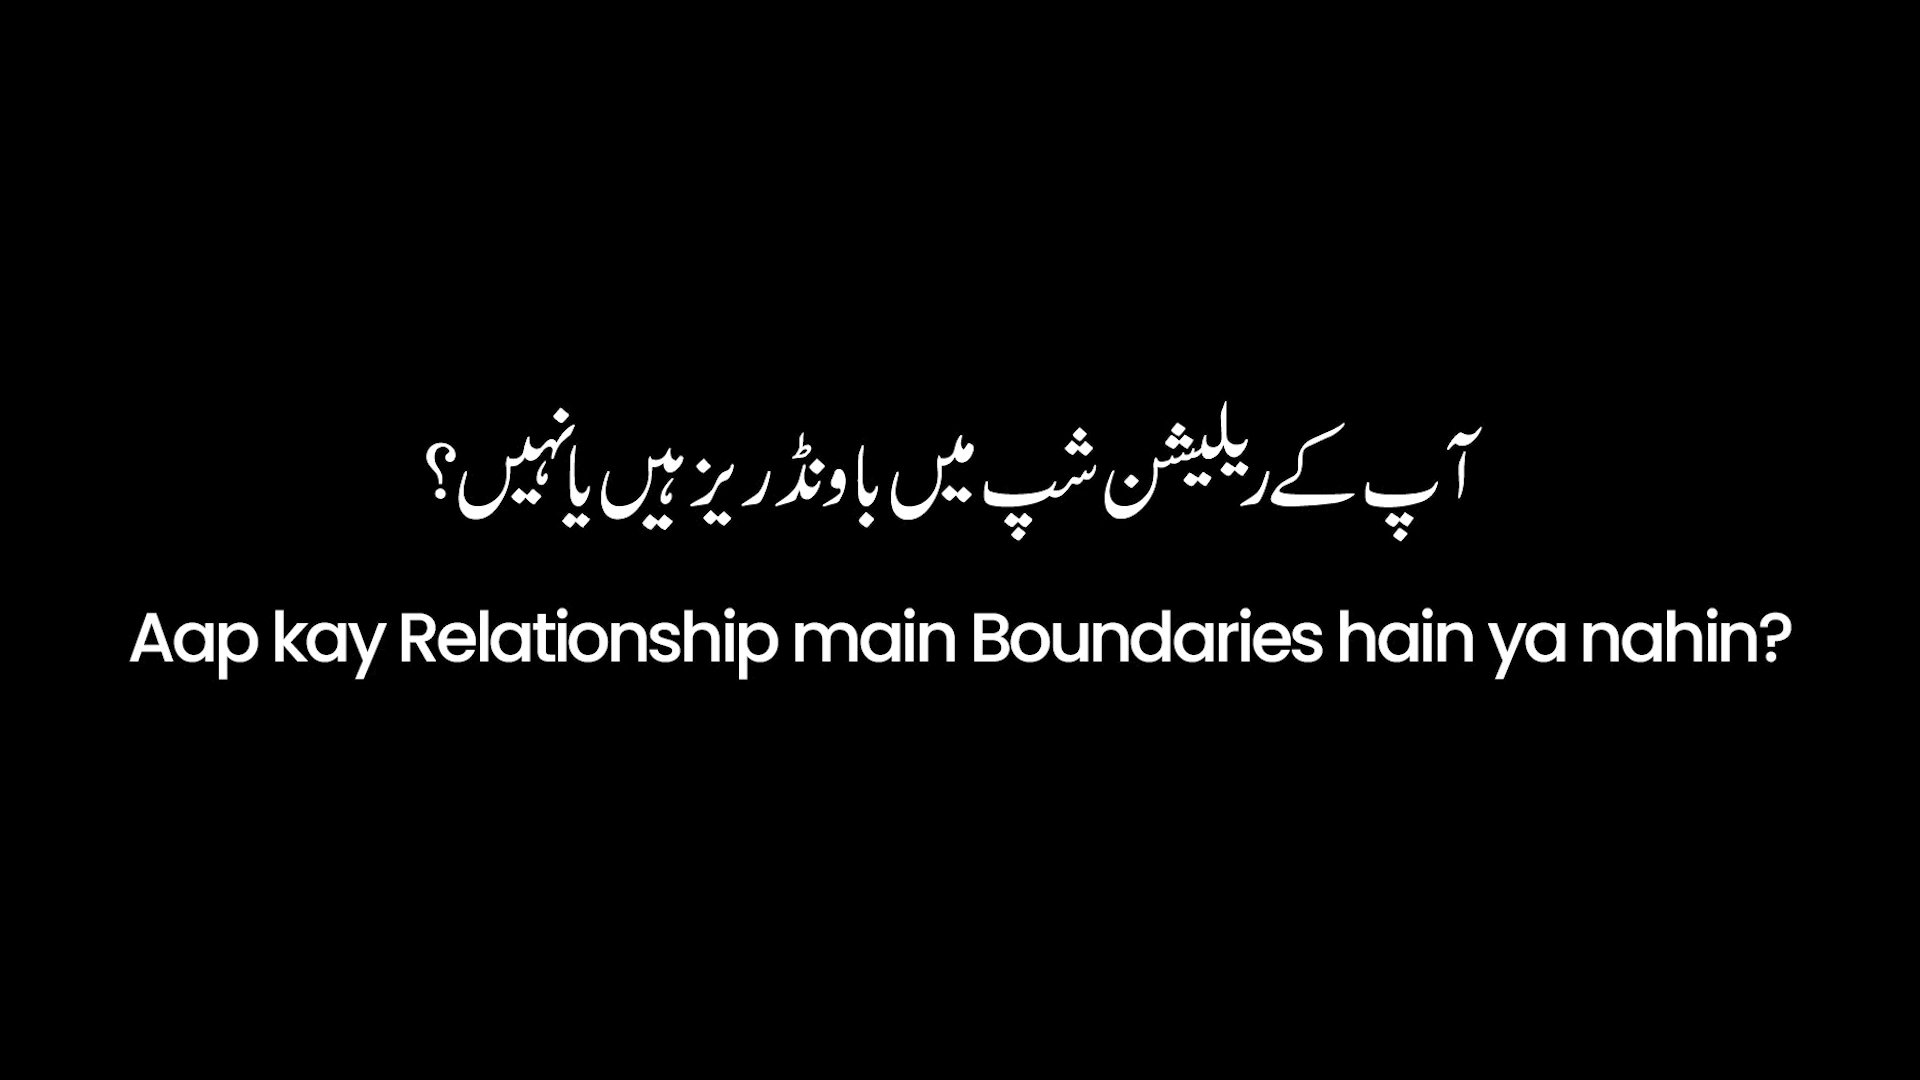 آپ کے ریلیشن شپ میں باونڈریز ہیں یا نہیں؟
Aap kay Relationship main Boundaries hain ya nahin?